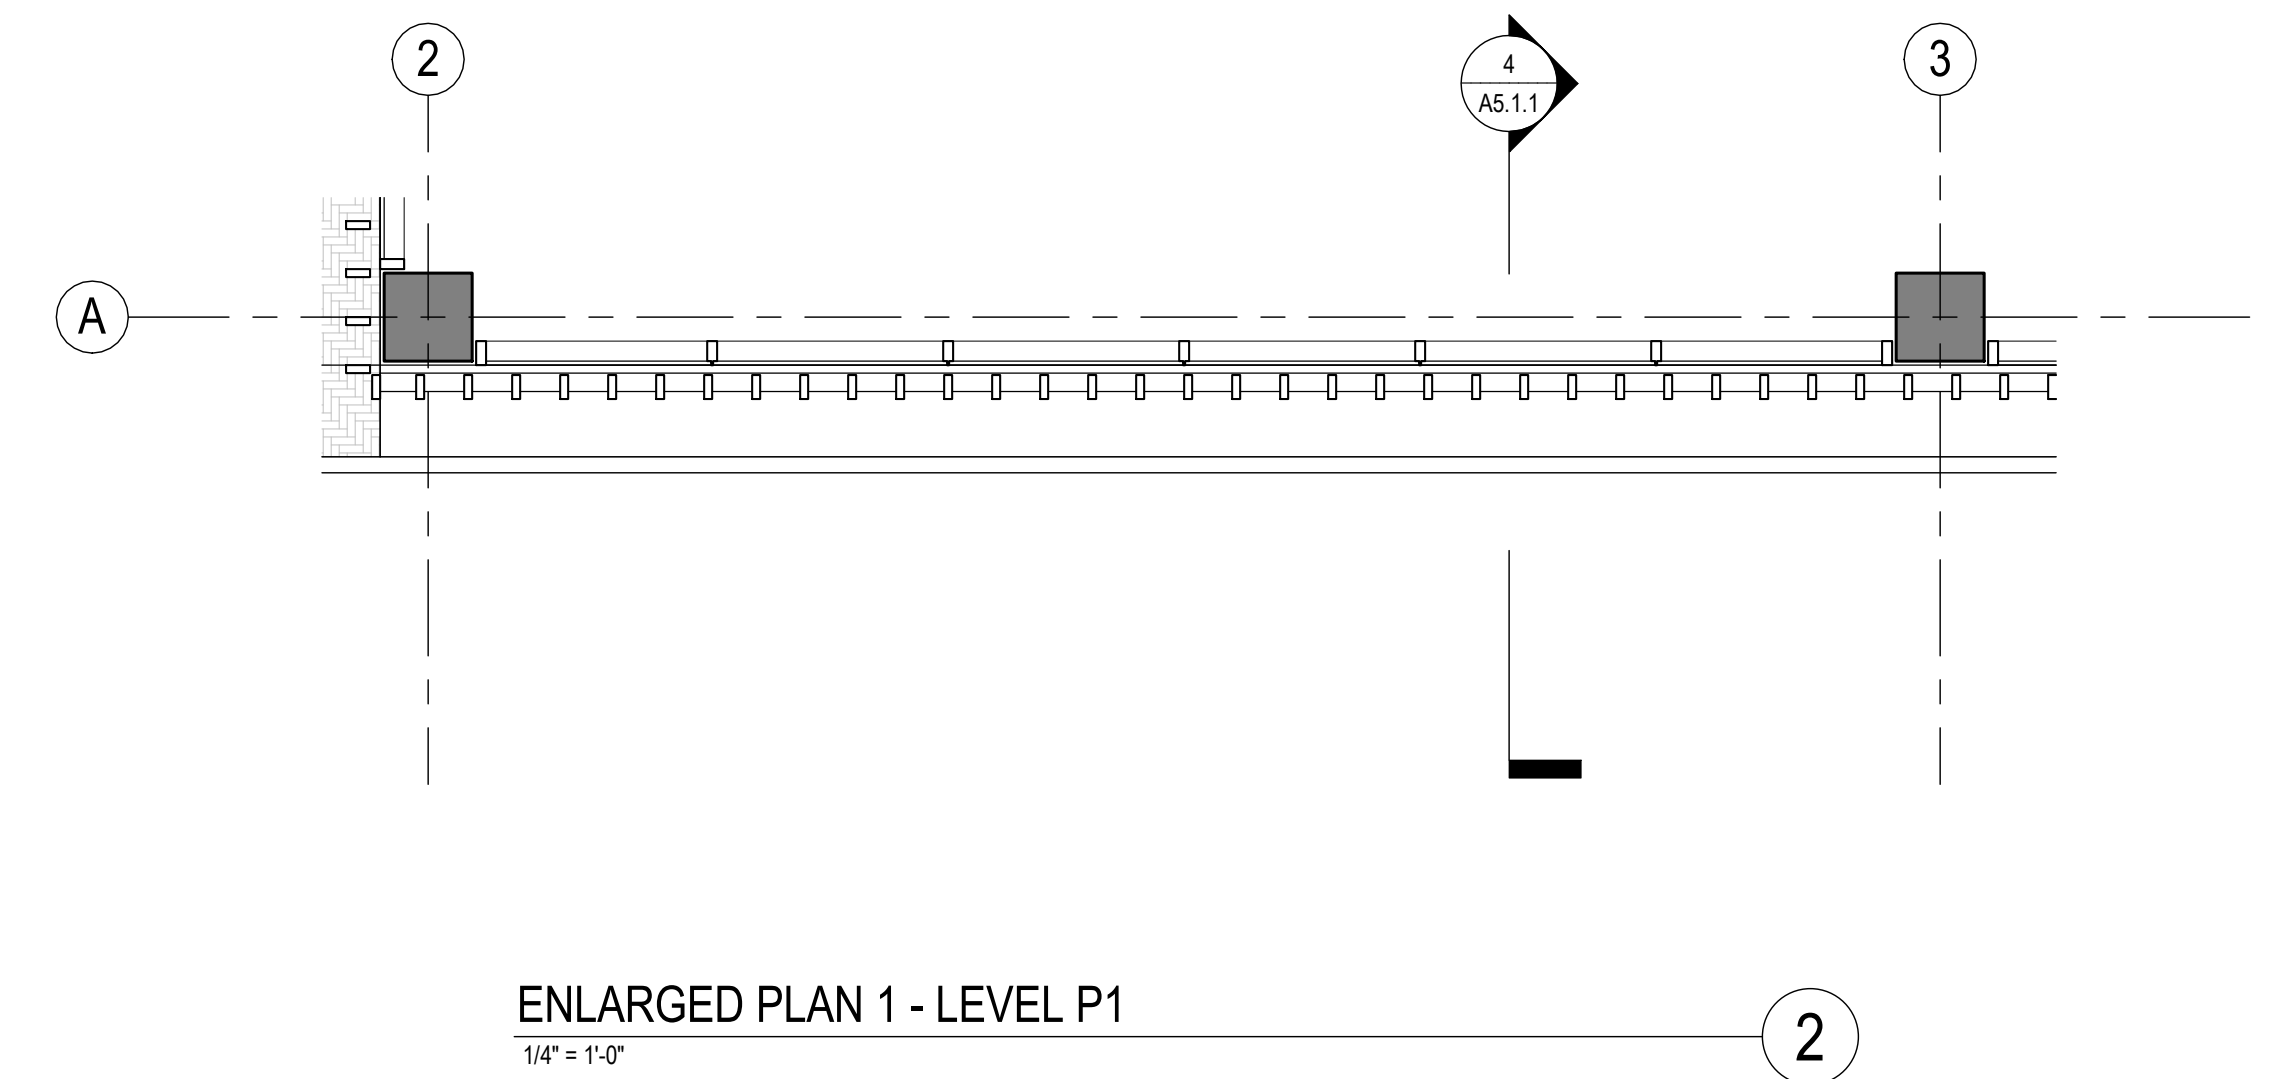 2
4
A5.1.1
3
A
ENLARGED PLAN 1 - LEVEL P1
1/4" = 1'-0"
2